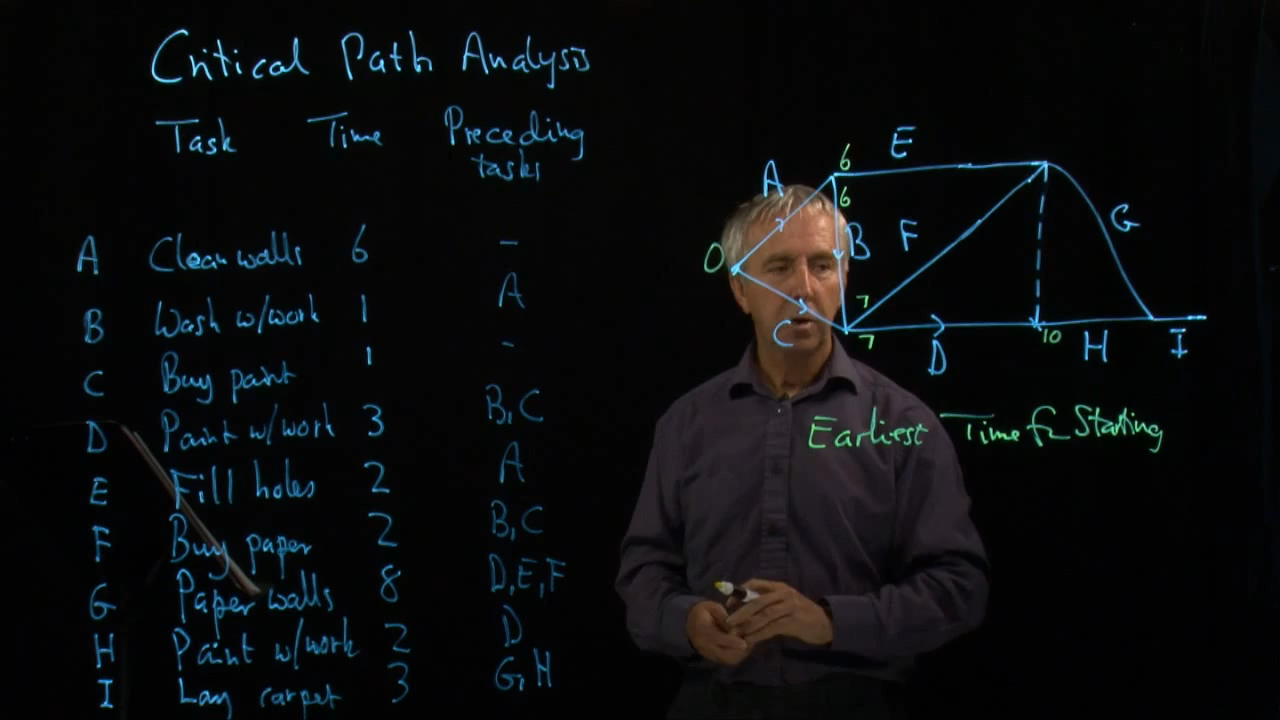 Critical Path Analysis
Task Time Preceding
tasks
A Clean walls 6 -
B Wash w/work 1 A
C Buy paint 1 -
D Paint w/work 3 B,C
E Fill holes 2 A
F Buy paper 2 B,C
G Paper walls 8 D,E,F
H Paint w/work 2 D
I Lay carpet 3 G,H
6 E
A
6
0 B F G
7
C 7 D 10 H I
Earliest Time for Starting